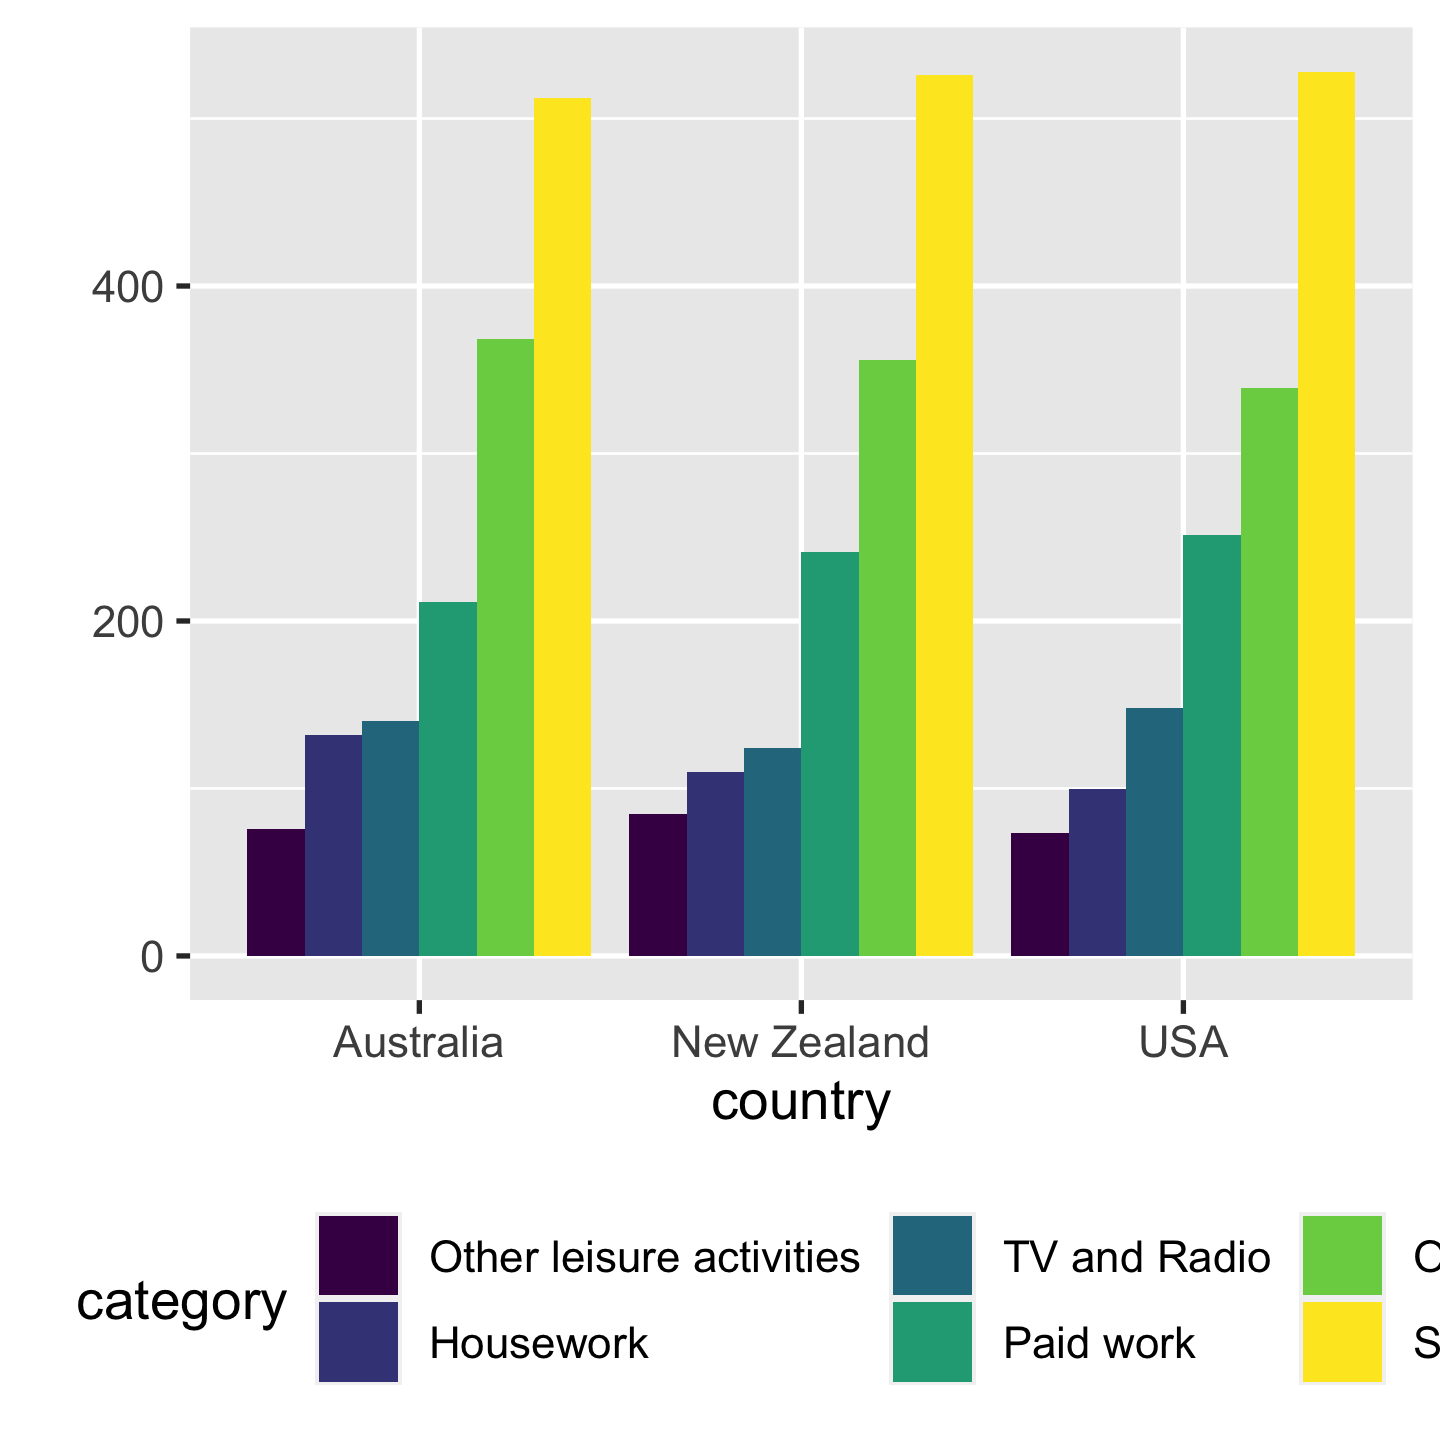 400
200
0
Australia New Zealand USA
country
category
Other leisure activities TV and Radio
Housework Paid work